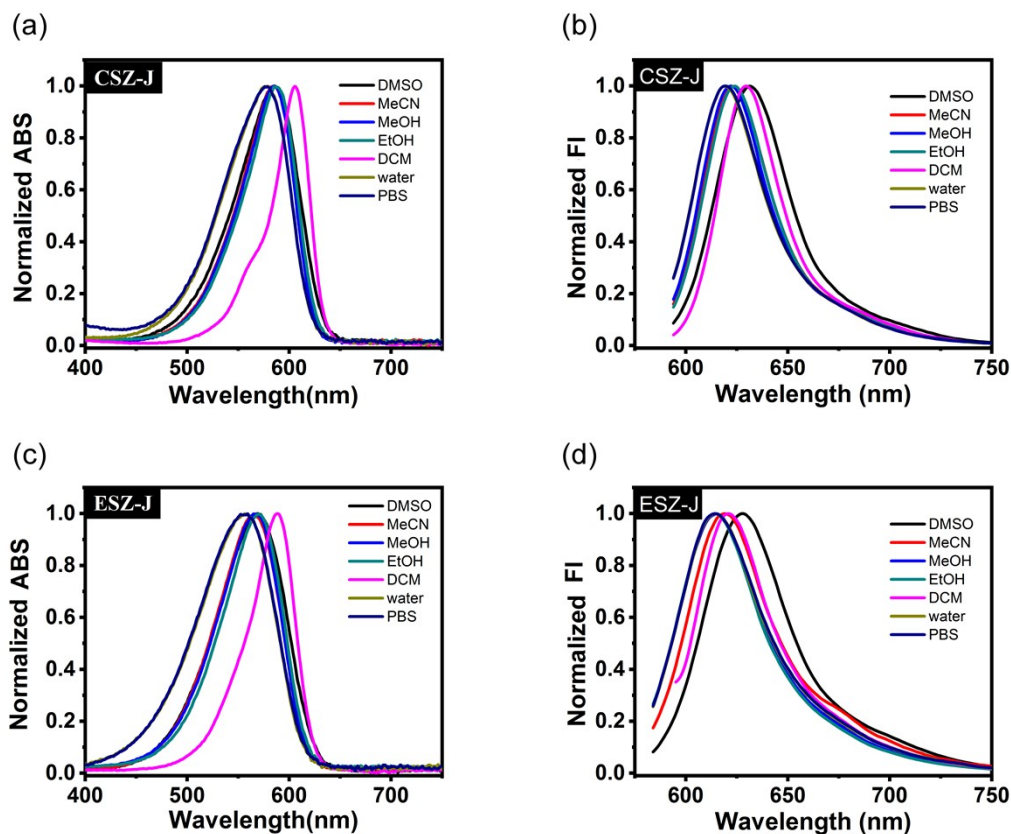 (a)
CSZ-J
DMSO
MeCN
MeOH
EtOH
DCM
water
PBS
Normalized ABS
1.0
0.8
0.6
0.4
0.2
0.0
400 500 600 700
Wavelength(nm)
(b)
CSZ-J
DMSO
MeCN
MeOH
EtOH
DCM
water
PBS
Normalized FI
1.0
0.8
0.6
0.4
0.2
0.0
600 650 700 750
Wavelength (nm)
(c)
ESZ-J
DMSO
MeCN
MeOH
EtOH
DCM
water
PBS
Normalized ABS
1.0
0.8
0.6
0.4
0.2
0.0
400 500 600 700
Wavelength(nm)
(d)
ESZ-J
DMSO
MeCN
MeOH
EtOH
DCM
water
PBS
Normalized FI
1.0
0.8
0.6
0.4
0.2
0.0
600 650 700 750
Wavelength (nm)